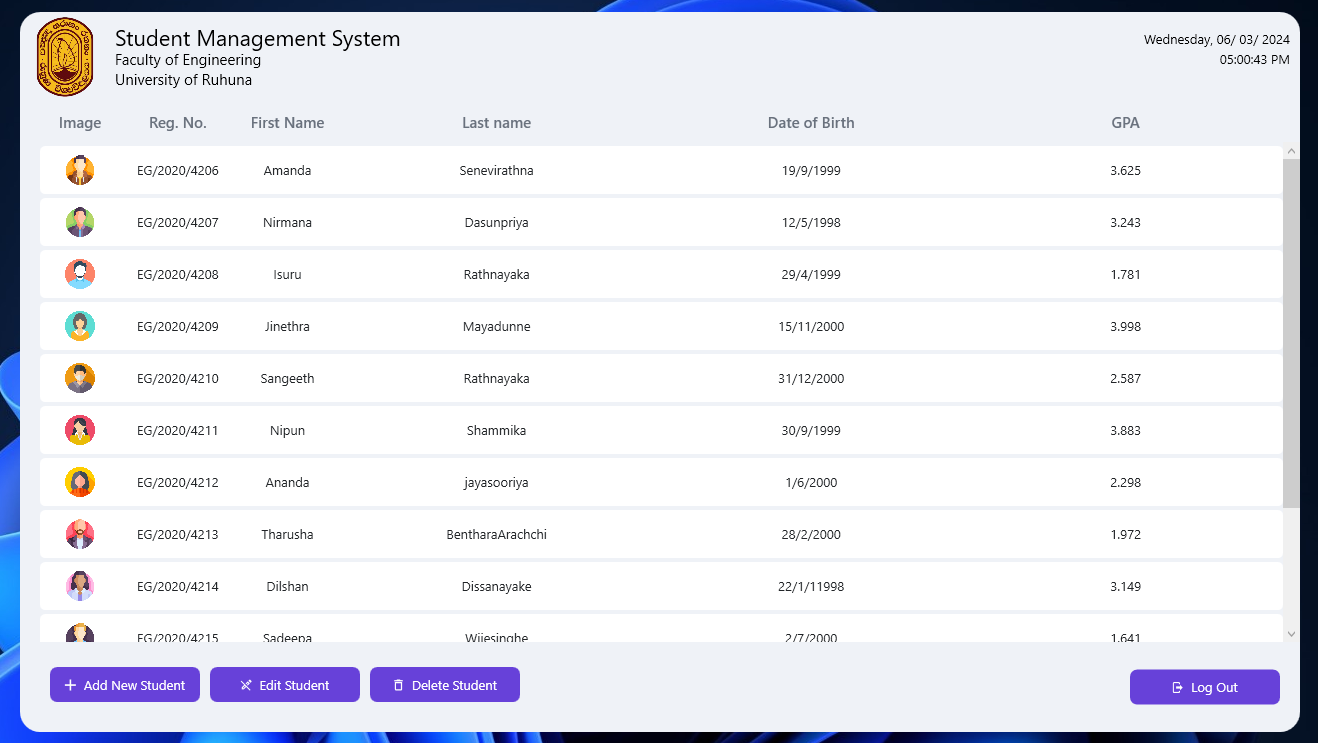 Student Management System
Faculty of Engineering
University of Ruhuna
Wednesday, 06/ 03/ 2024
05:00:43 PM
Image Reg. No. First Name Last name Date of Birth GPA
EG/2020/4206 Amanda Senevirathna 19/9/1999 3.625
EG/2020/4207 Nirmana Dasunpriya 12/5/1998 3.243
EG/2020/4208 Isuru Rathnayaka 29/4/1999 1.781
EG/2020/4209 Jinethra Mayadunne 15/11/2000 3.998
EG/2020/4210 Sangeeth Rathnayaka 31/12/2000 2.587
EG/2020/4211 Nipun Shammika 30/9/1999 3.883
EG/2020/4212 Ananda jayasooriya 1/6/2000 2.298
EG/2020/4213 Tharusha BentharaArachchi 28/2/2000 1.972
EG/2020/4214 Dilshan Dissanayake 22/1/11998 3.149
EG/2020/4215 Sadeepa Wijesinghe 2/7/2000 1.641
Add New Student Edit Student Delete Student Log Out